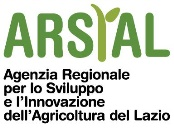 ARSIAL
Agenzia Regionale
per lo Sviluppo
e l'Innovazione
dell'Agricoltura del Lazio